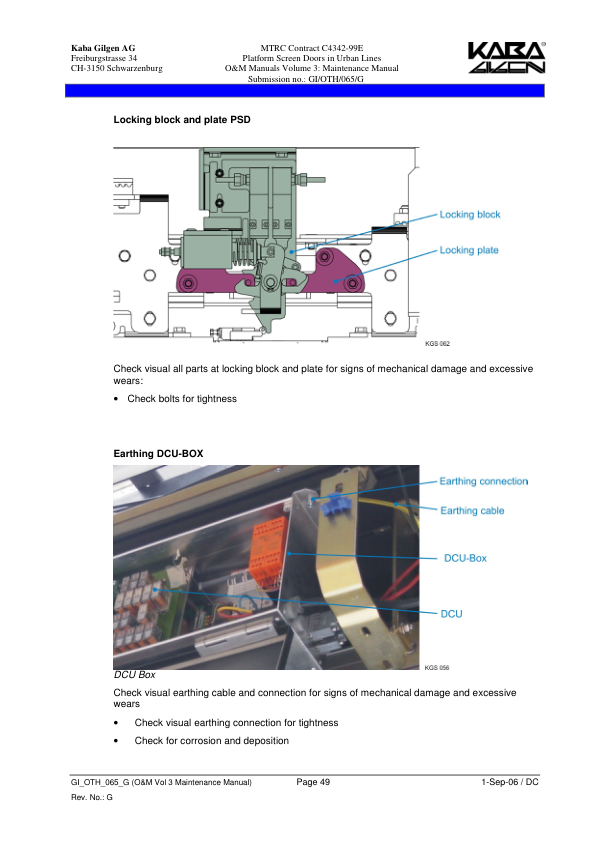 Kaba Gilgen AG
Freiburgstrasse 34
CH-3150 Schwarzenburg
MTRC Contract C4342-99E
Platform Screen Doors in Urban Lines
O&M Manuals Volume 3: Maintenance Manual
Submission no.: GI/OTH/065/G
KABA®
GILGEN
Locking block and plate PSD
Locking block
Locking plate
KGS 062
Check visual all parts at locking block and plate for signs of mechanical damage and excessive
wears:
• Check bolts for tightness
Earthing DCU-BOX
Earthing connection
Earthing cable
DCU-Box
DCU
KGS 056
DCU Box
Check visual earthing cable and connection for signs of mechanical damage and excessive
wears
• Check visual earthing connection for tightness
• Check for corrosion and deposition
GI_OTH_065_G (O&M Vol 3 Maintenance Manual)
Page 49
1-Sep-06 / DC
Rev. No.: G